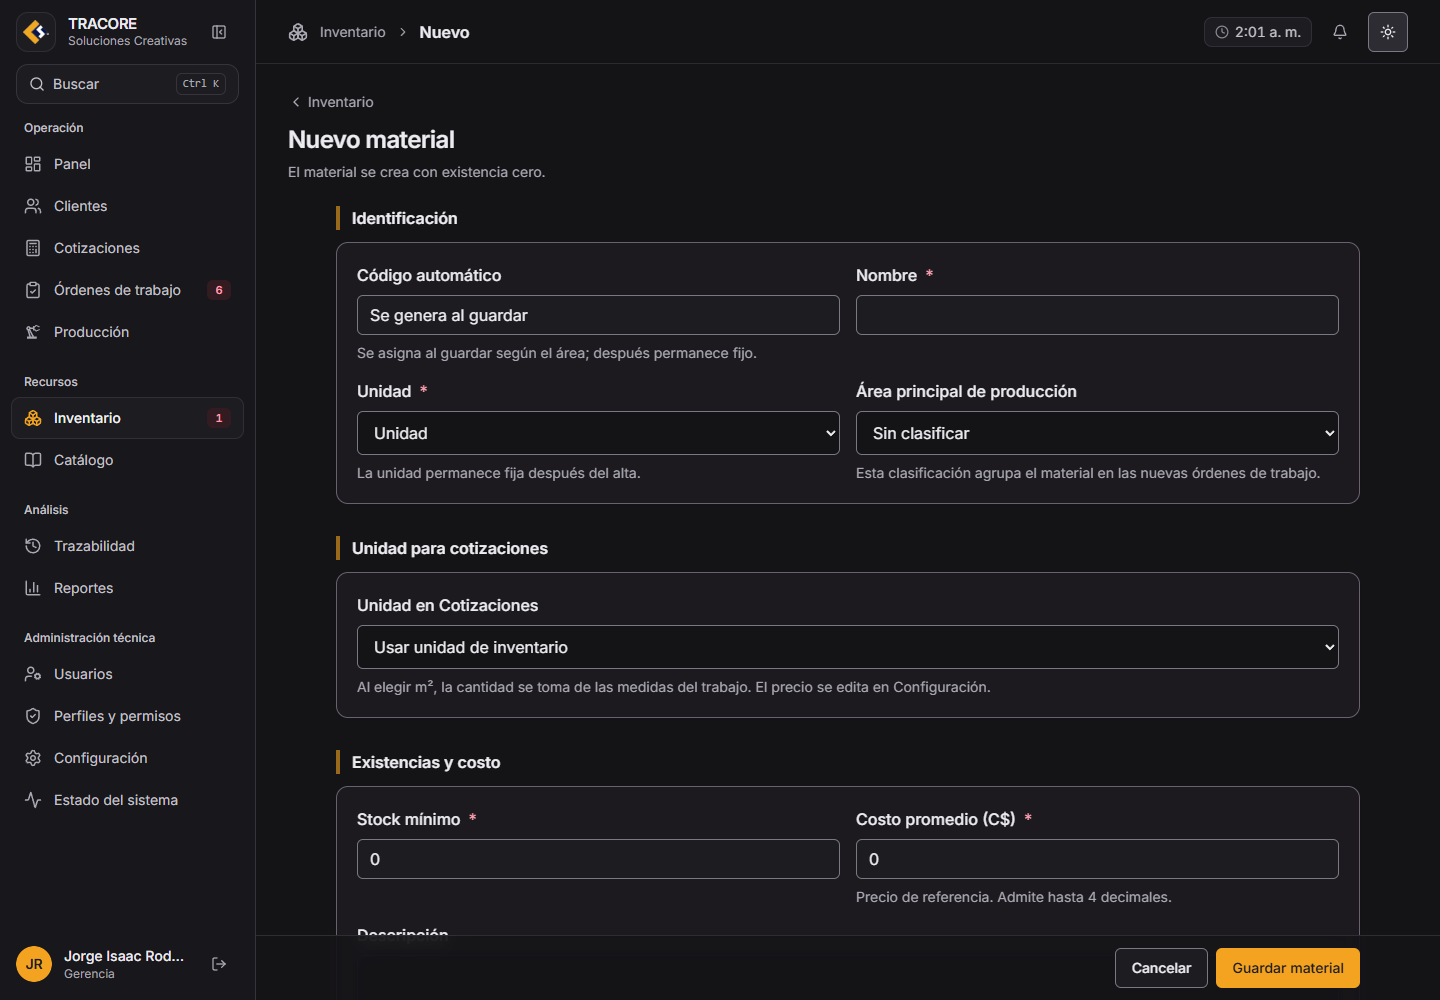 TRACORE
Soluciones Creativas
Buscar
Ctrl K
Operación
Panel
Clientes
Cotizaciones
Órdenes de trabajo
6
Producción
Recursos
Inventario
1
Catálogo
Análisis
Trazabilidad
Reportes
Administración técnica
Usuarios
Perfiles y permisos
Configuración
Estado del sistema
JR
Jorge Isaac Rod...
Gerencia
Inventario
Nuevo
2:01 a. m.
Inventario
Nuevo material
El material se crea con existencia cero.
Identificación
Código automático
Se genera al guardar
Se asigna al guardar según el área; después permanece fijo.
Nombre *
Unidad *
Unidad
La unidad permanece fija después del alta.
Área principal de producción
Sin clasificar
Esta clasificación agrupa el material en las nuevas órdenes de trabajo.
Unidad para cotizaciones
Unidad en Cotizaciones
Usar unidad de inventario
Al elegir m², la cantidad se toma de las medidas del trabajo. El precio se edita en Configuración.
Existencias y costo
Stock mínimo *
0
Costo promedio (C$) *
0
Precio de referencia. Admite hasta 4 decimales.
Descripción
Cancelar
Guardar material